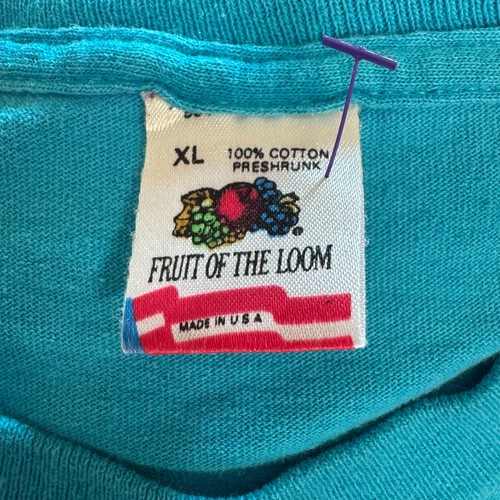 XL 100% COTTON
PRESHRUNK
®
FRUIT OF THE LOOM
MADE IN U S A